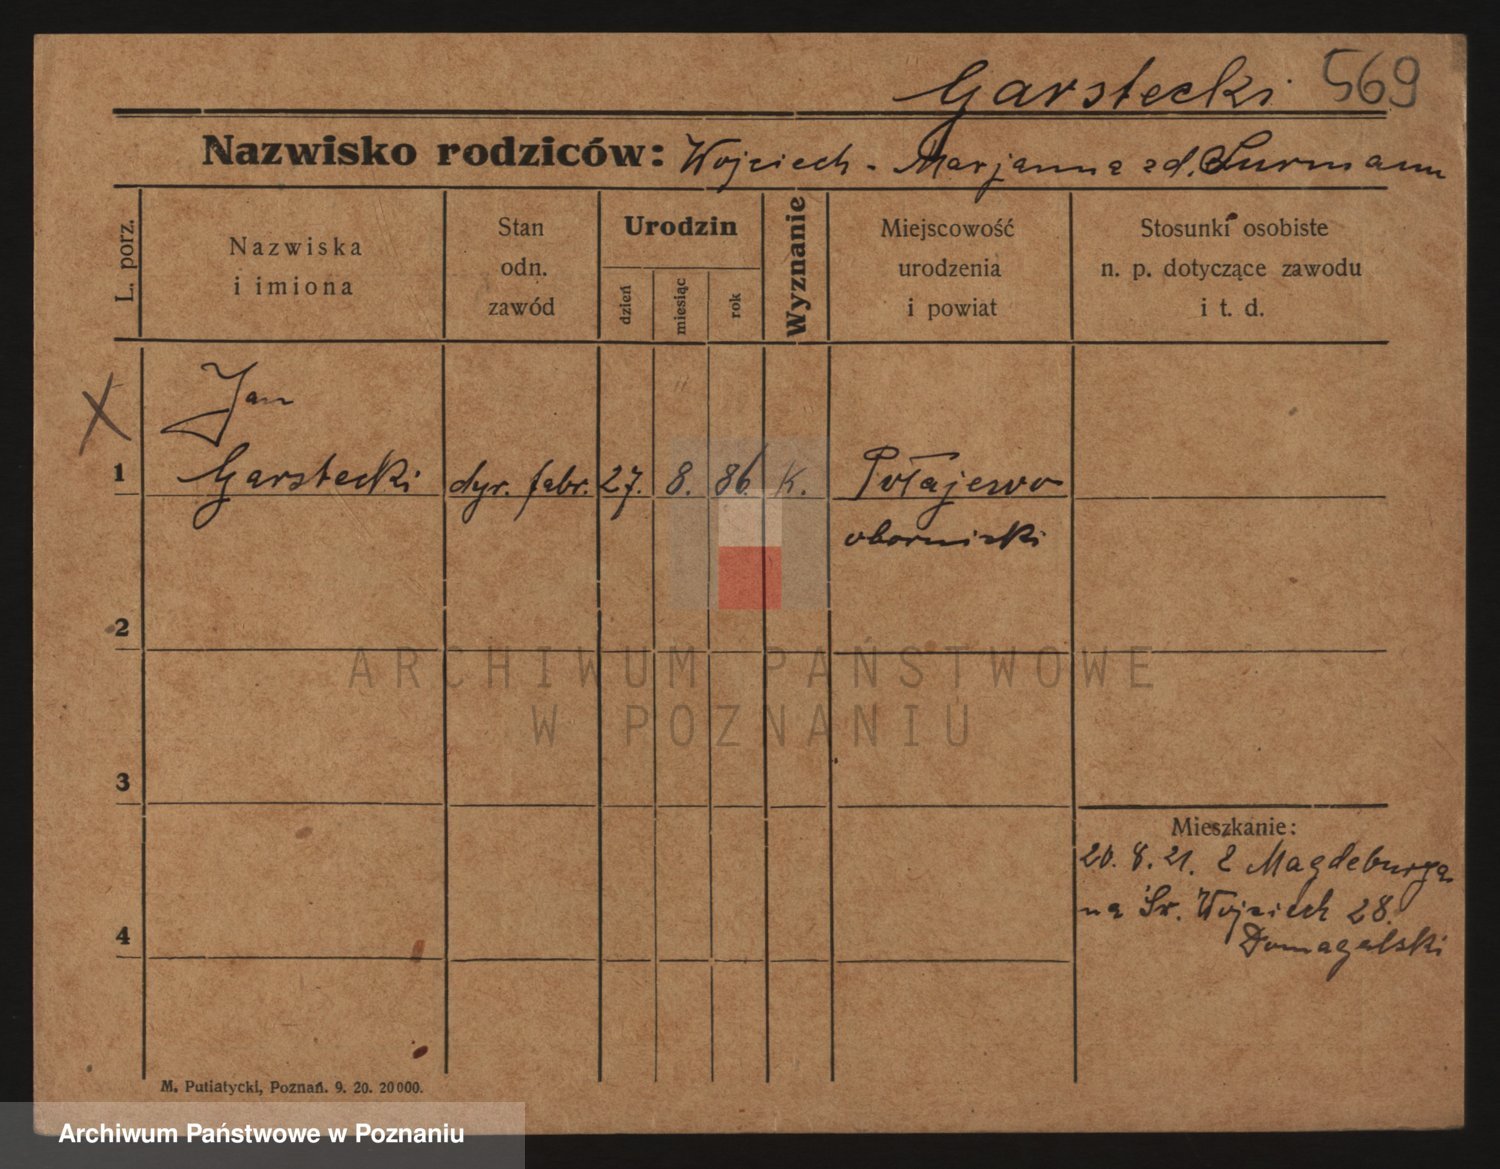 Garstecki 569
Nazwisko rodziców: Wojciech - Marjanna zd. Surmann
L. porz.
Nazwiska
i imiona
Stan
odn.
zawód
Urodzin
dzień
miesiąc
rok
Wyznanie
Miejscowość
urodzenia
i powiat
Stosunki osobiste
n. p. dotyczące zawodu
i t. d.
X
Jan
1 Garstecki dyr. fabr. 27. 8. 86. K. Połajewo
obornicki
2
ARCHIWUM PAŃSTWOWE
W POZNANIU
3
Mieszkanie:
20. 8. 21. z Magdeburga
na Św. Wojciech 28.
4
Domagalski
M. Putiatycki, Poznań. 9. 20. 20000.
Archiwum Państwowe w Poznaniu